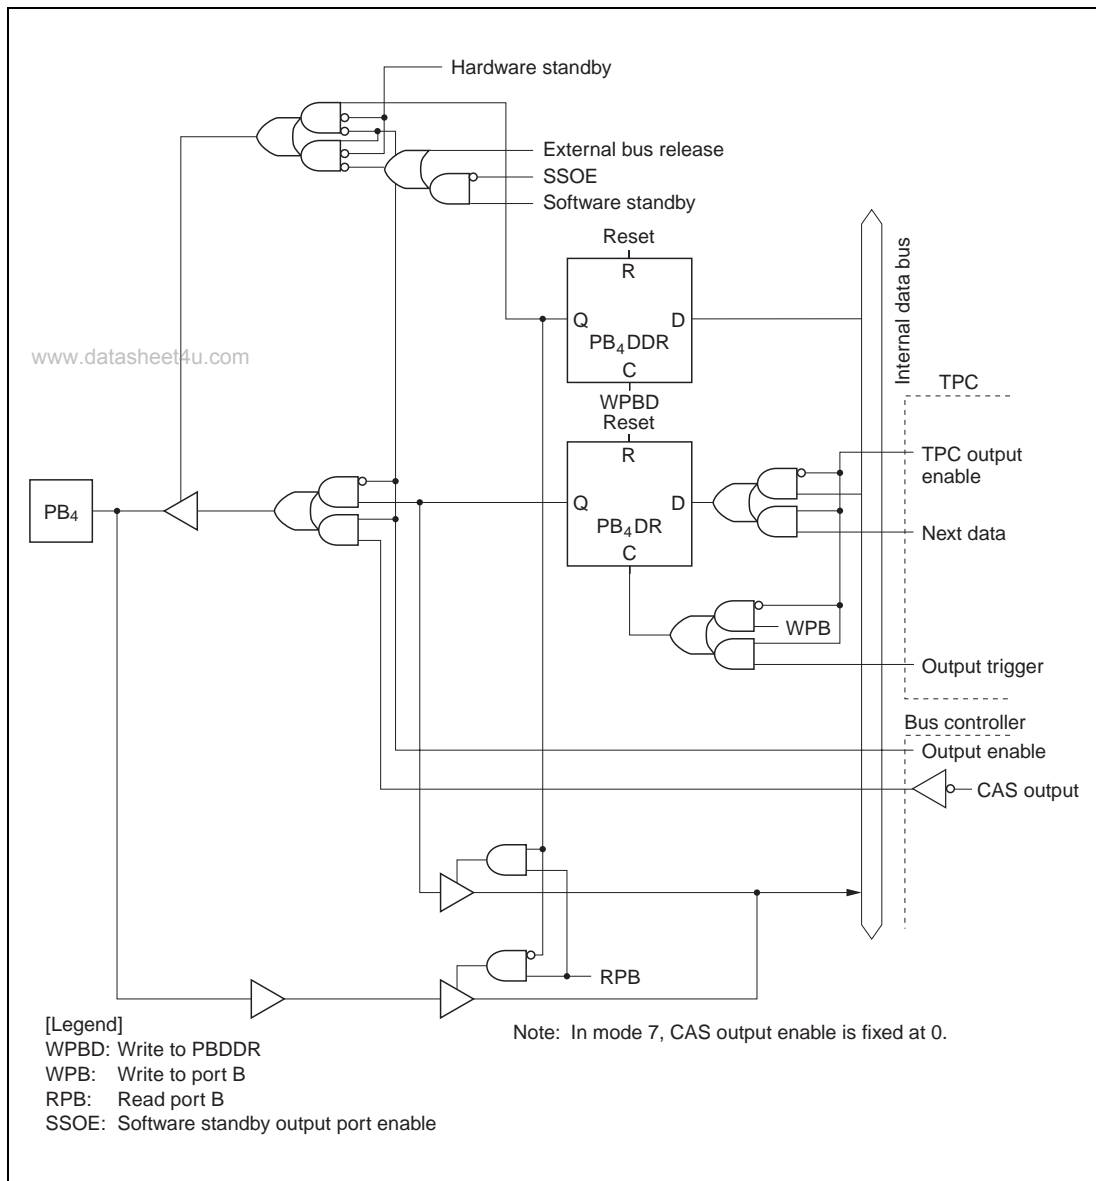 Hardware standby
External bus release
SSOE
Software standby
Reset
R
Q D
PB4DDR
C
WPBD
Internal data bus
www.datasheet4u.com
TPC
Reset
R
TPC output
enable
Q D
PB4DR
C
PB4
Next data
WPB
Output trigger
Bus controller
Output enable
CAS output
RPB
[Legend]
WPBD: Write to PBDDR
WPB: Write to port B
RPB: Read port B
SSOE: Software standby output port enable
Note: In mode 7, CAS output enable is fixed at 0.